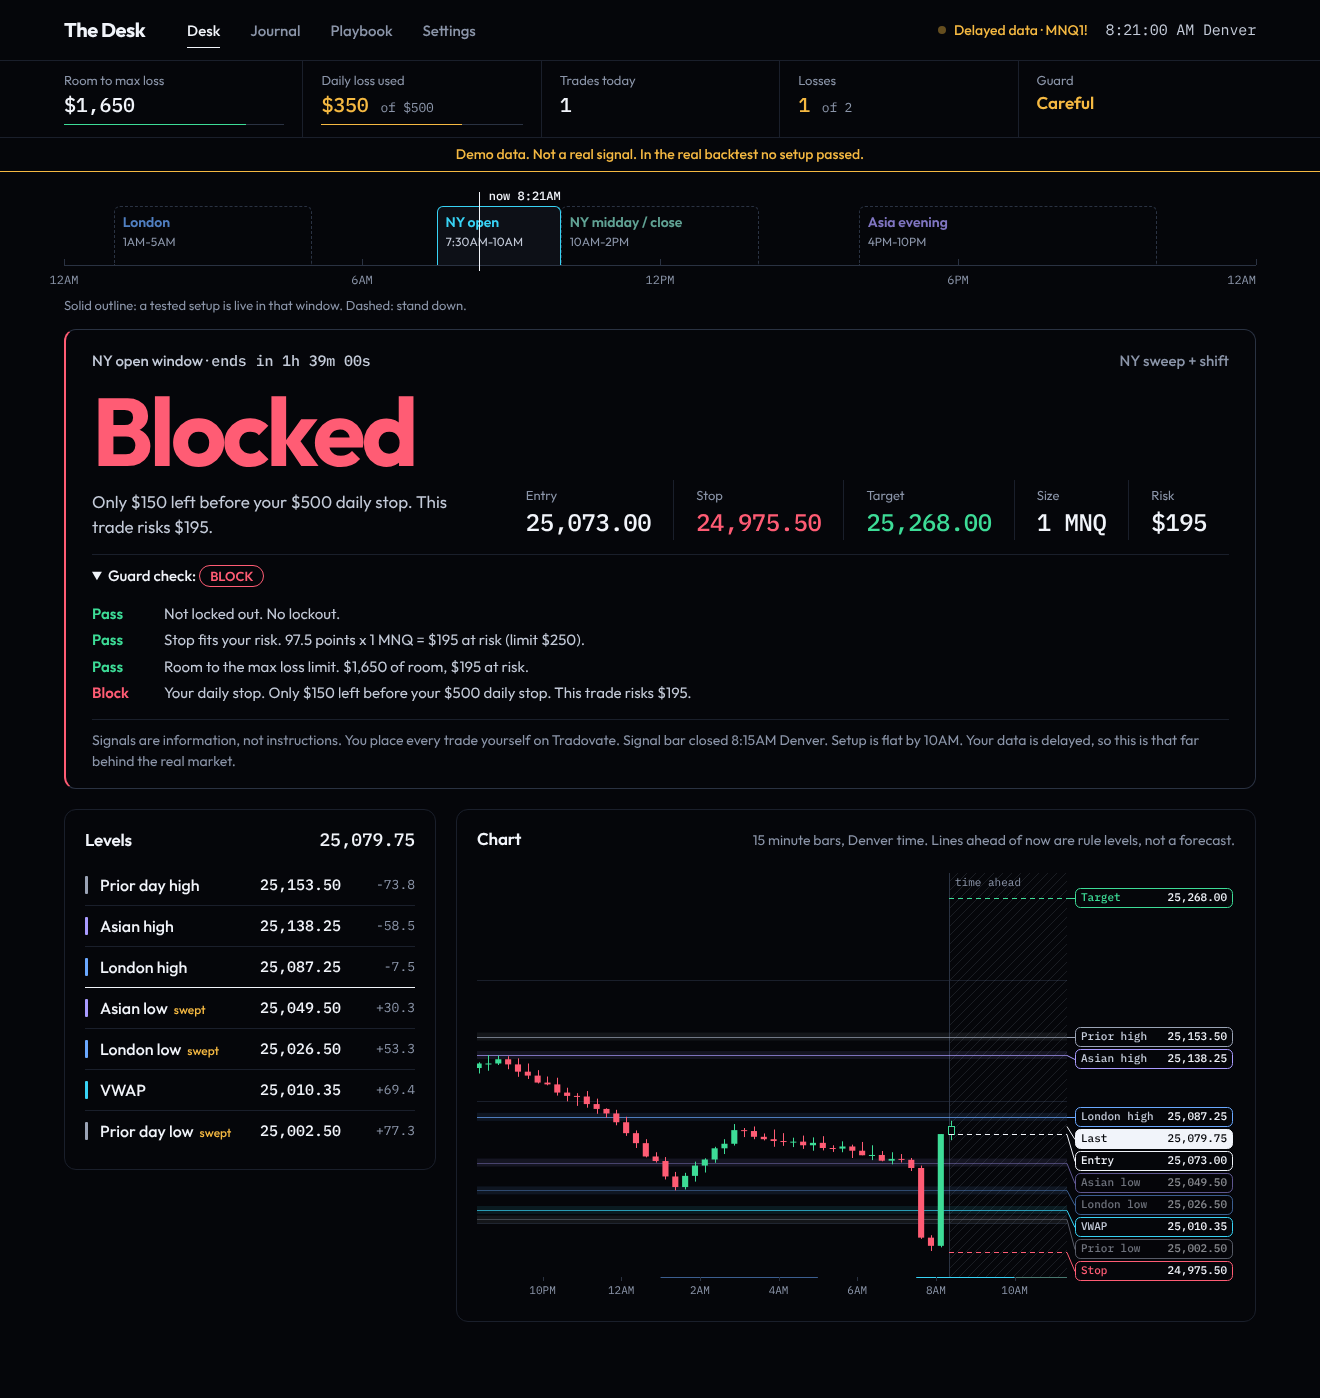 The Desk
Desk
Journal
Playbook
Settings
Delayed data · MNQ1!
8:21:00 AM Denver
Room to max loss
$1,650
Daily loss used
$350 of $500
Trades today
1
Losses
1 of 2
Guard
Careful
Demo data. Not a real signal. In the real backtest no setup passed.
now 8:21AM
London
1AM-5AM
NY open
7:30AM-10AM
NY midday / close
10AM-2PM
Asia evening
4PM-10PM
12AM
6AM
12PM
6PM
12AM
Solid outline: a tested setup is live in that window. Dashed: stand down.
NY open window · ends in 1h 39m 00s
NY sweep + shift
Blocked
Only $150 left before your $500 daily stop. This
trade risks $195.
Entry
25,073.00
Stop
24,975.50
Target
25,268.00
Size
1 MNQ
Risk
$195
▼ Guard check: BLOCK
Pass Not locked out. No lockout.
Pass Stop fits your risk. 97.5 points x 1 MNQ = $195 at risk (limit $250).
Pass Room to the max loss limit. $1,650 of room, $195 at risk.
Block Your daily stop. Only $150 left before your $500 daily stop. This trade risks $195.
Signals are information, not instructions. You place every trade yourself on Tradovate. Signal bar closed 8:15AM Denver. Setup is flat by 10AM. Your data is delayed, so this is that far
behind the real market.
Levels 25,079.75
Prior day high 25,153.50 -73.8
Asian high 25,138.25 -58.5
London high 25,087.25 -7.5
Asian low swept 25,049.50 +30.3
London low swept 25,026.50 +53.3
VWAP 25,010.35 +69.4
Prior day low swept 25,002.50 +77.3
Chart
15 minute bars, Denver time. Lines ahead of now are rule levels, not a forecast.
time ahead
Target 25,268.00
Prior high 25,153.50
Asian high 25,138.25
London high 25,087.25
Last 25,079.75
Entry 25,073.00
Asian low 25,049.50
London low 25,026.50
VWAP 25,010.35
Prior low 25,002.50
Stop 24,975.50
10PM
12AM
2AM
4AM
6AM
8AM
10AM